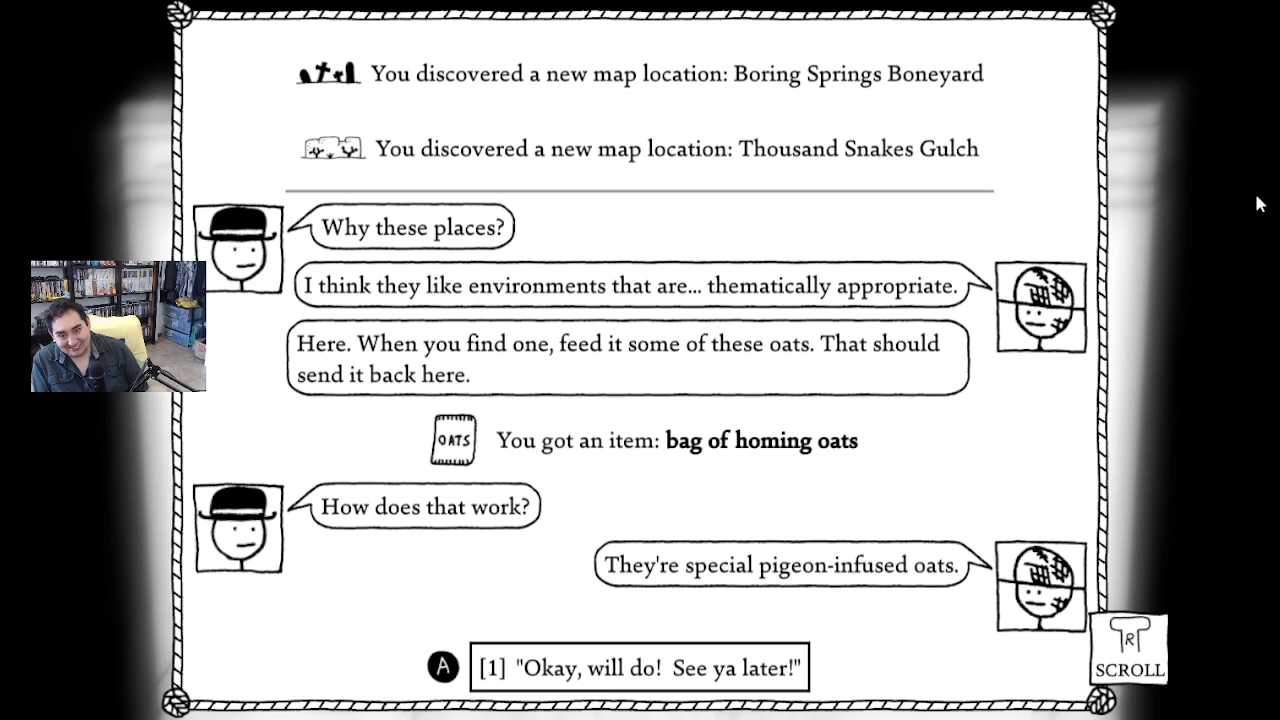 You discovered a new map location: Boring Springs Boneyard
You discovered a new map location: Thousand Snakes Gulch
Why these places?
I think they like environments that are... thematically appropriate.
Here. When you find one, feed it some of these oats. That should
send it back here.
OATS
You got an item: bag of homing oats
How does that work?
They're special pigeon-infused oats.
A
[1] "Okay, will do!  See ya later!"
R
SCROLL